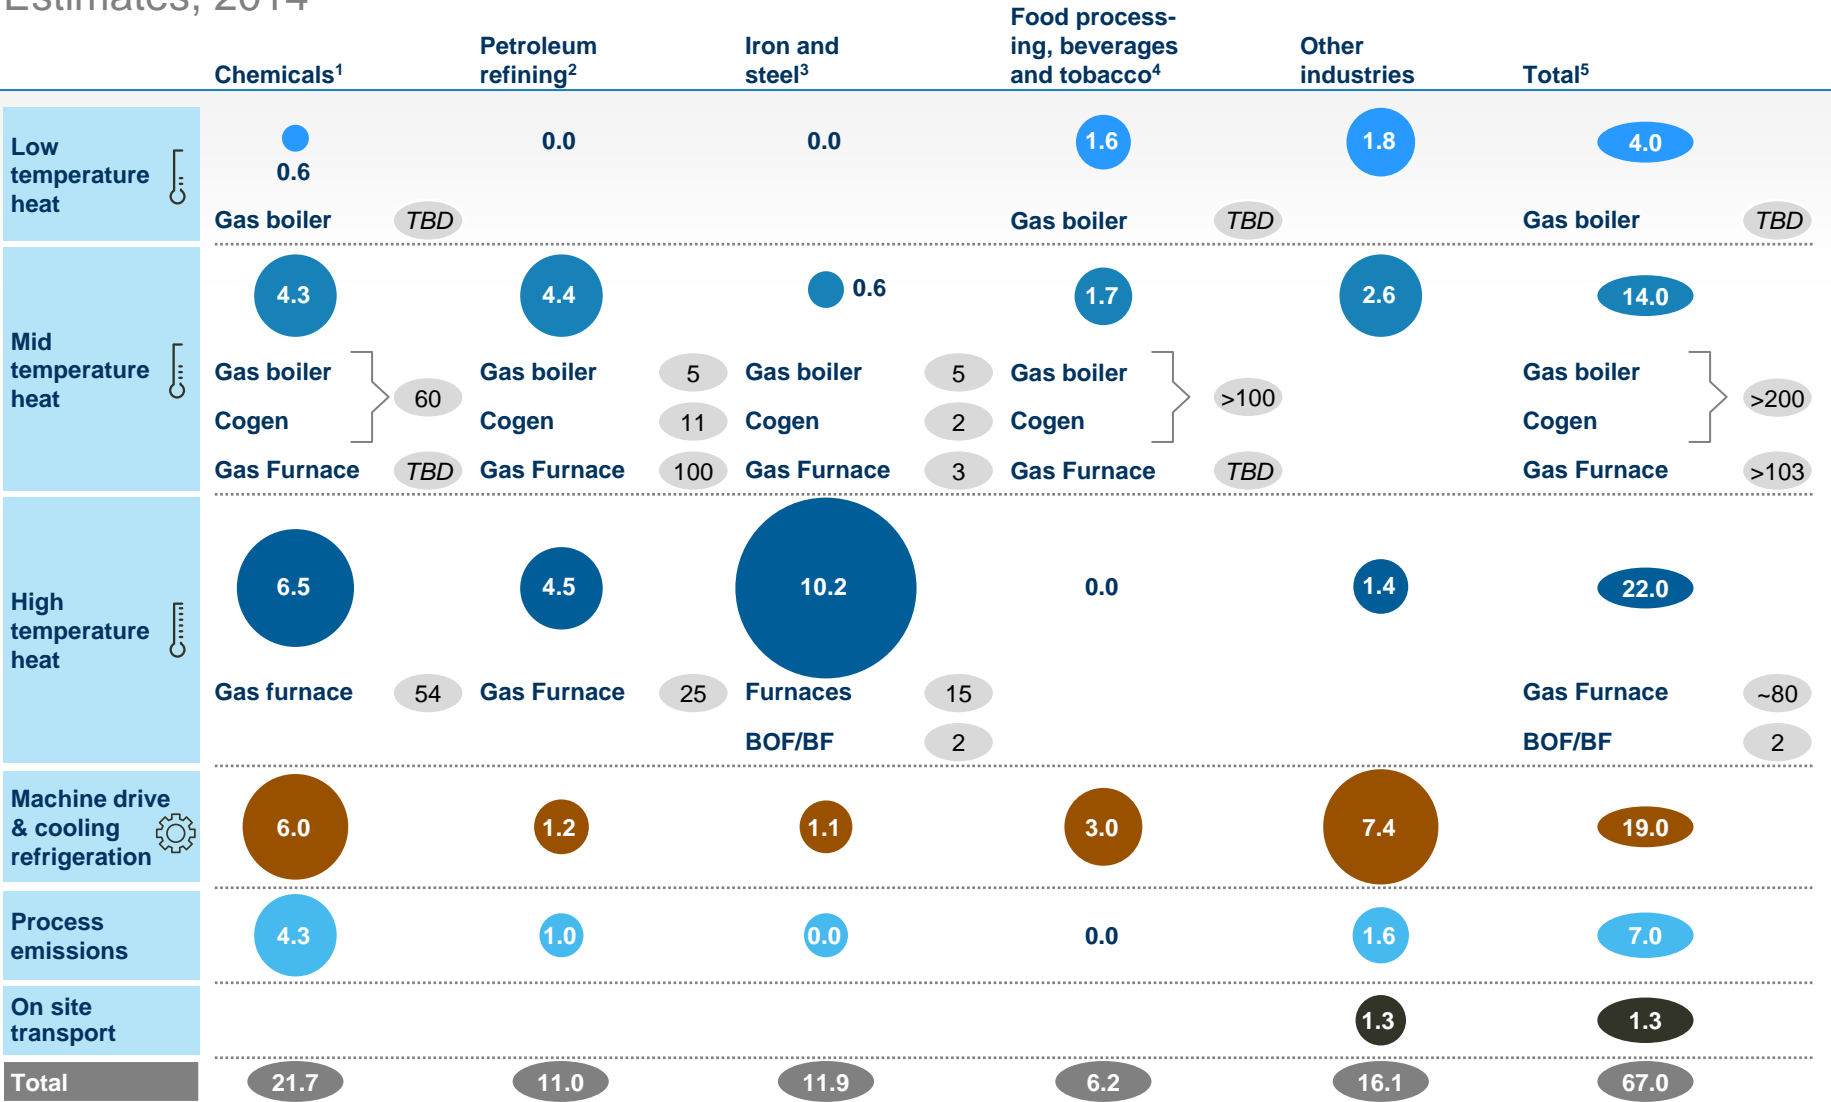 Estimates, 2014
Chemicals1
Petroleum
refining2
Iron and
steel3
Food process-
ing, beverages
and tobacco4
Other
industries
Total5
Low
temperature
heat
0.6
0.0
0.0
1.6
1.8
4.0
Gas boiler TBD
Gas boiler TBD
Gas boiler TBD
Mid
temperature
heat
4.3
4.4
0.6
1.7
2.6
14.0
Gas boiler
Cogen
60
Gas Furnace TBD
Gas boiler 5
Cogen 11
Gas Furnace 100
Gas boiler 5
Cogen 2
Gas Furnace 3
Gas boiler
Cogen
>100
Gas Furnace TBD
Gas boiler
Cogen
>200
Gas Furnace >103
High
temperature
heat
6.5
4.5
10.2
0.0
1.4
22.0
Gas furnace 54
Gas Furnace 25
Furnaces 15
BOF/BF 2
Gas Furnace ~80
BOF/BF 2
Machine drive
& cooling
refrigeration
6.0
1.2
1.1
3.0
7.4
19.0
Process
emissions
4.3
1.0
0.0
0.0
1.6
7.0
On site
transport
1.3
1.3
Total
21.7
11.0
11.9
6.2
16.1
67.0